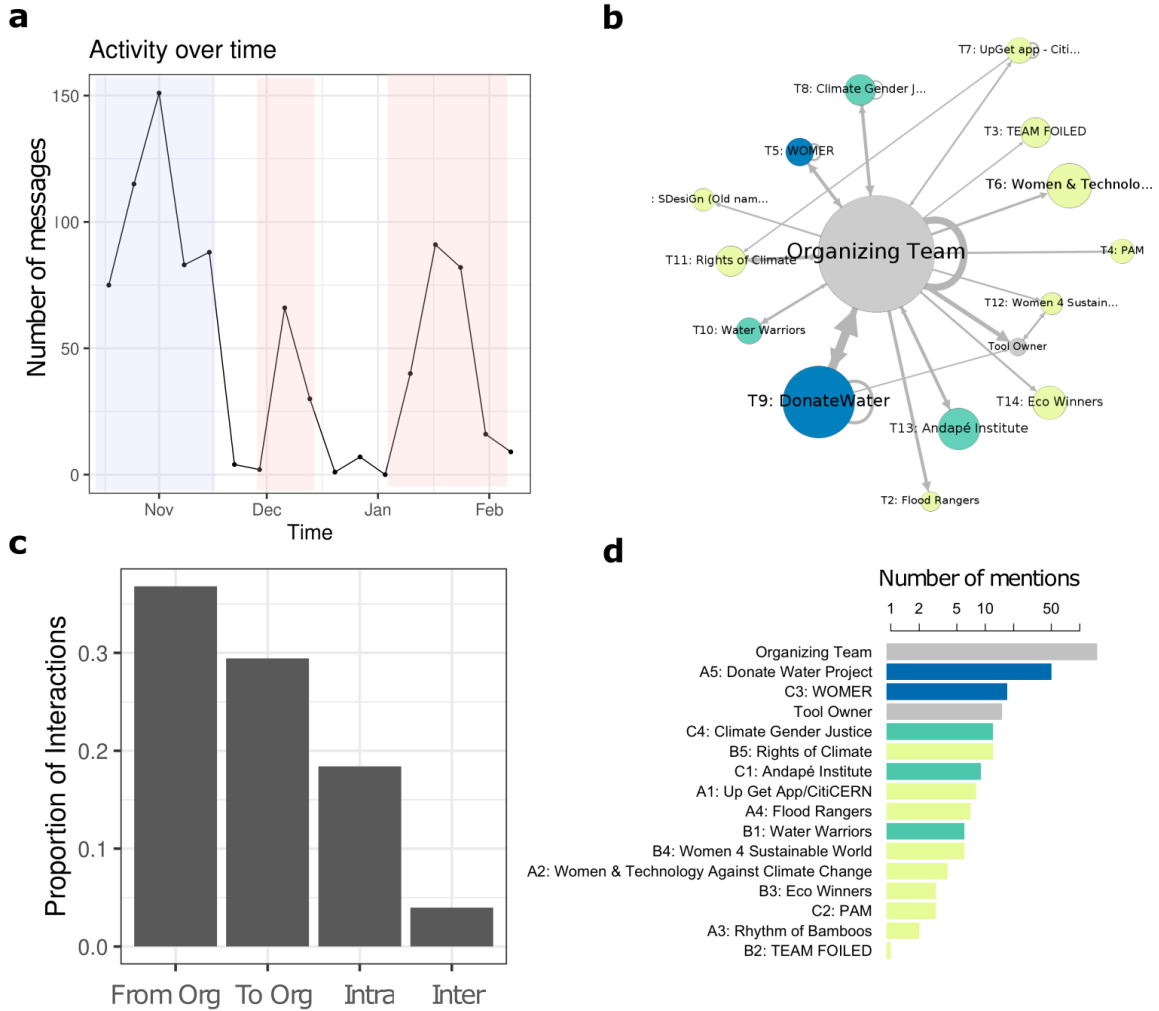 a
Activity over time
Number of messages
150
100
50
0
Nov
Dec
Jan
Feb
Time
b
T7: UpGet app - Citi...
T8: Climate Gender J...
T3: TEAM FOILED
T5: WOMER
T6: Women & Technolo...
: SDesiGn (Old nam...
Organizing Team
T11: Rights of Climate
T4: PAM
T12: Women 4 Sustain...
T10: Water Warriors
Tool Owner
T9: DonateWater
T14: Eco Winners
T13: Andapé Institute
T2: Flood Rangers
c
Proportion of Interactions
0.3
0.2
0.1
0.0
From Org
To Org
Intra
Inter
d
Number of mentions
1 2 5 10 50
Organizing Team
A5: Donate Water Project
C3: WOMER
Tool Owner
C4: Climate Gender Justice
B5: Rights of Climate
C1: Andapé Institute
A1: Up Get App/CitiCERN
A4: Flood Rangers
B1: Water Warriors
B4: Women 4 Sustainable World
A2: Women & Technology Against Climate Change
B3: Eco Winners
C2: PAM
A3: Rhythm of Bamboos
B2: TEAM FOILED